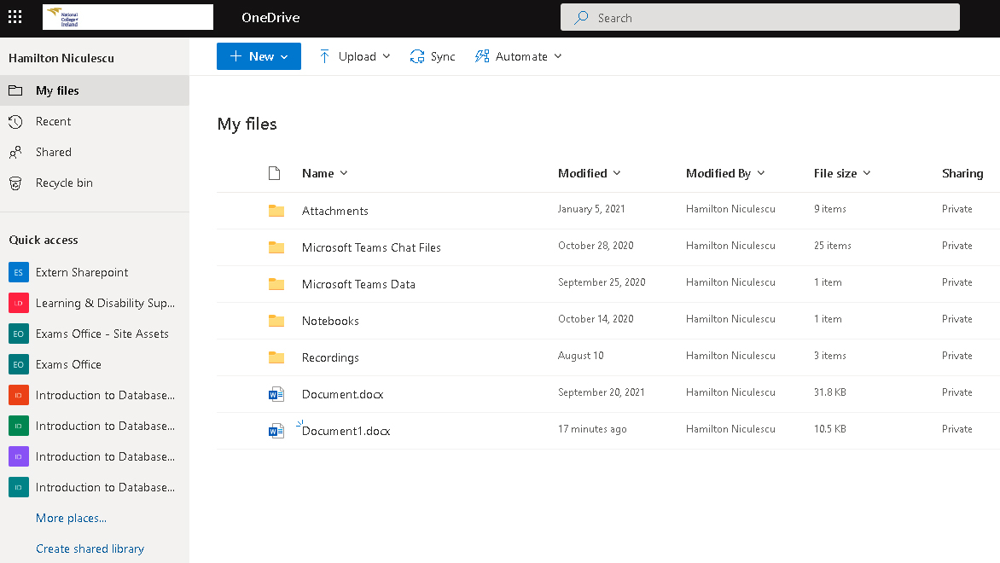 National
College of
Ireland
OneDrive
Search
Hamilton Niculescu
My files
Recent
Shared
Recycle bin
Quick access
ES Extern Sharepoint
LD Learning & Disability Sup...
EO Exams Office - Site Assets
EO Exams Office
ID Introduction to Database...
ID Introduction to Database...
ID Introduction to Database...
ID Introduction to Database...
More places...
Create shared library
New Upload Sync Automate
My files
Name Modified Modified By File size Sharing
Attachments January 5, 2021 Hamilton Niculescu 9 items Private
Microsoft Teams Chat Files October 28, 2020 Hamilton Niculescu 25 items Private
Microsoft Teams Data September 25, 2020 Hamilton Niculescu 1 item Private
Notebooks October 14, 2020 Hamilton Niculescu 1 item Private
Recordings August 10 Hamilton Niculescu 3 items Private
W Document.docx September 20, 2021 Hamilton Niculescu 31.8 KB Private
W Document1.docx 17 minutes ago Hamilton Niculescu 10.5 KB Private